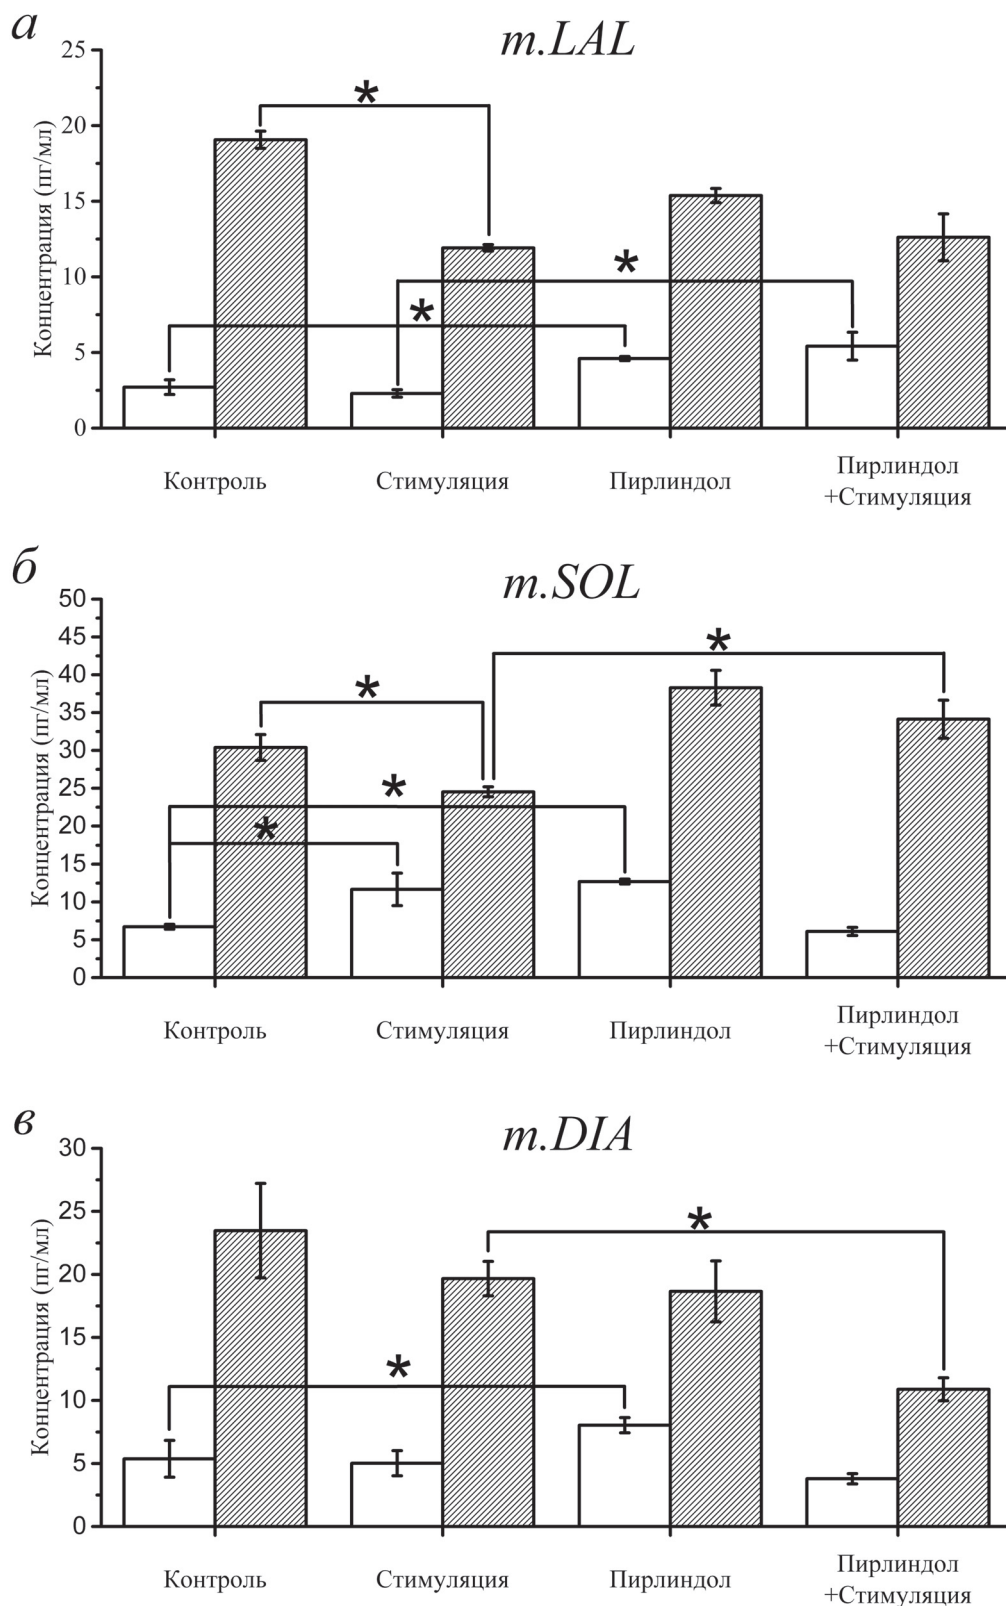 а
m.LAL
25
20
15
10
5
0
Концентрация (пг/мл)
*
*
*
Контроль
Стимуляция
Пирлиндол
Пирлиндол
+Стимуляция
б
m.SOL
50
45
40
35
30
25
20
15
10
5
0
Концентрация (пг/мл)
*
*
*
*
Контроль
Стимуляция
Пирлиндол
Пирлиндол
+Стимуляция
в
m.DIA
30
25
20
15
10
5
0
Концентрация (пг/мл)
*
*
Контроль
Стимуляция
Пирлиндол
Пирлиндол
+Стимуляция